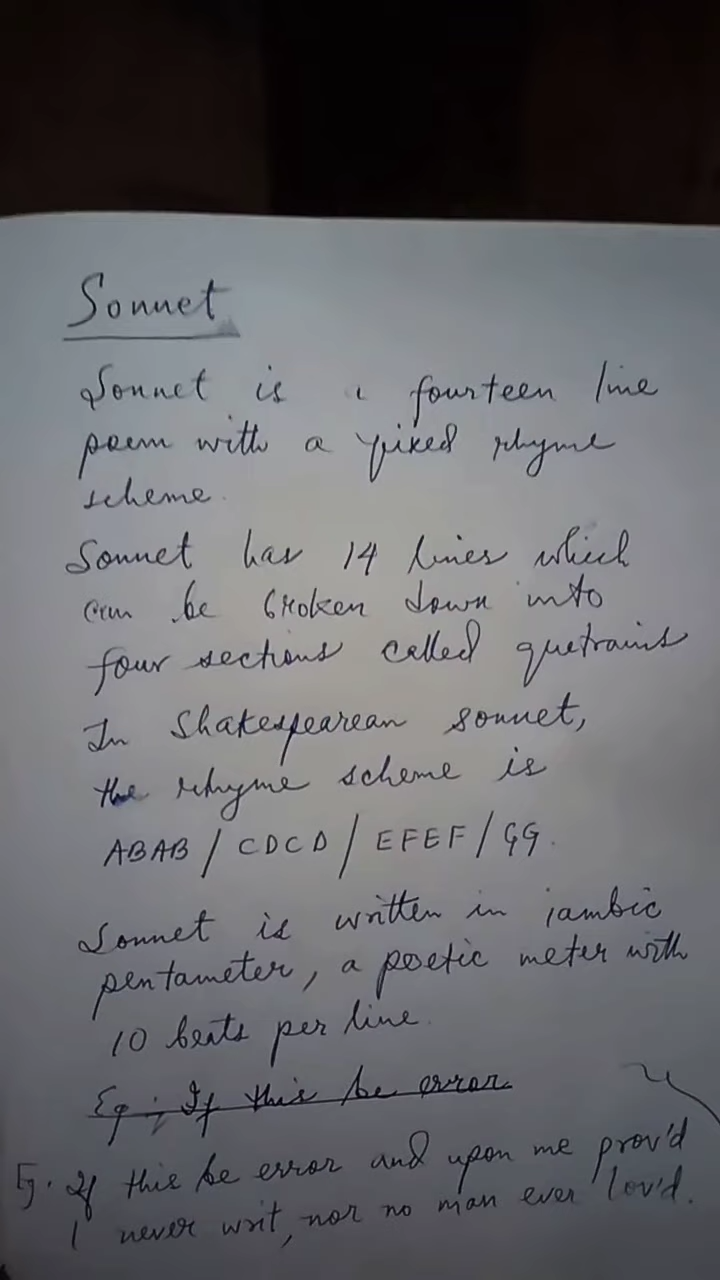 Sonnet
Sonnet is a fourteen line
poem with a fixed rhyme
scheme.
Sonnet has 14 lines which
can be broken down into
four sections called quetrains
In Shakespearean sonnet,
the rhyme scheme is
ABAB / CDCD / EFEF / GG.
Sonnet is written in iambic
pentameter, a poetic meter with
10 beats per line.
Eg: If this be error
Eg. If this be error and upon me prov'd
I never writ, nor no man ever lov'd.